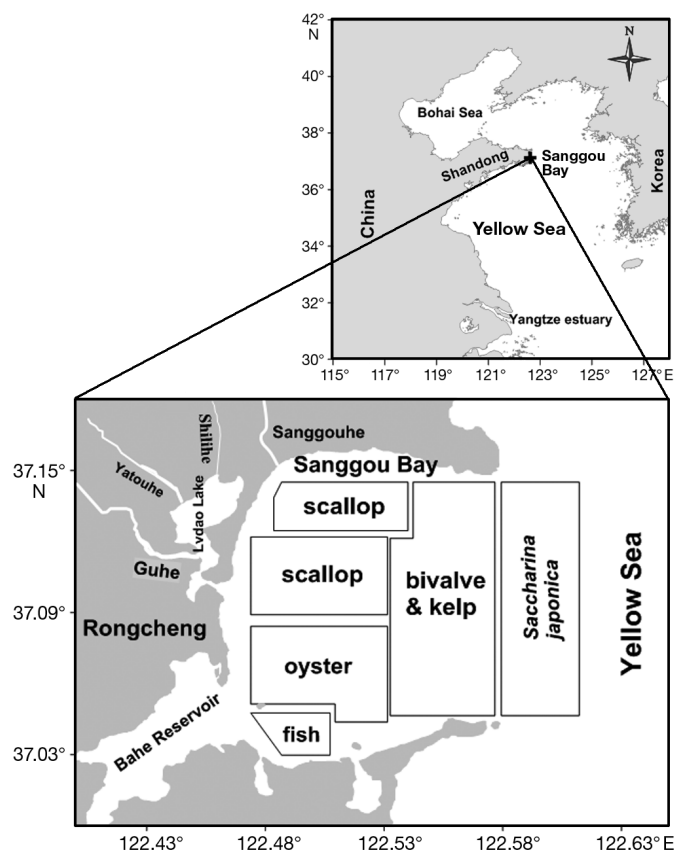 42°
N
N
40°
Bohai Sea
38°
Sanggou
Bay
Shandong
Korea
36°
China
Yellow Sea
34°
32°
Yangtze estuary
30°
115°
117°
119°
121°
123°
125°
127°E
Shilihe
Sanggouhe
37.15°
N
Sanggou Bay
Yatouhe
Lvdao Lake
scallop
Guhe
scallop
bivalve
& kelp
Saccharina
japonica
Yellow Sea
37.09°
Rongcheng
oyster
Bahe Reservoir
fish
37.03°
122.43°
122.48°
122.53°
122.58°
122.63°E